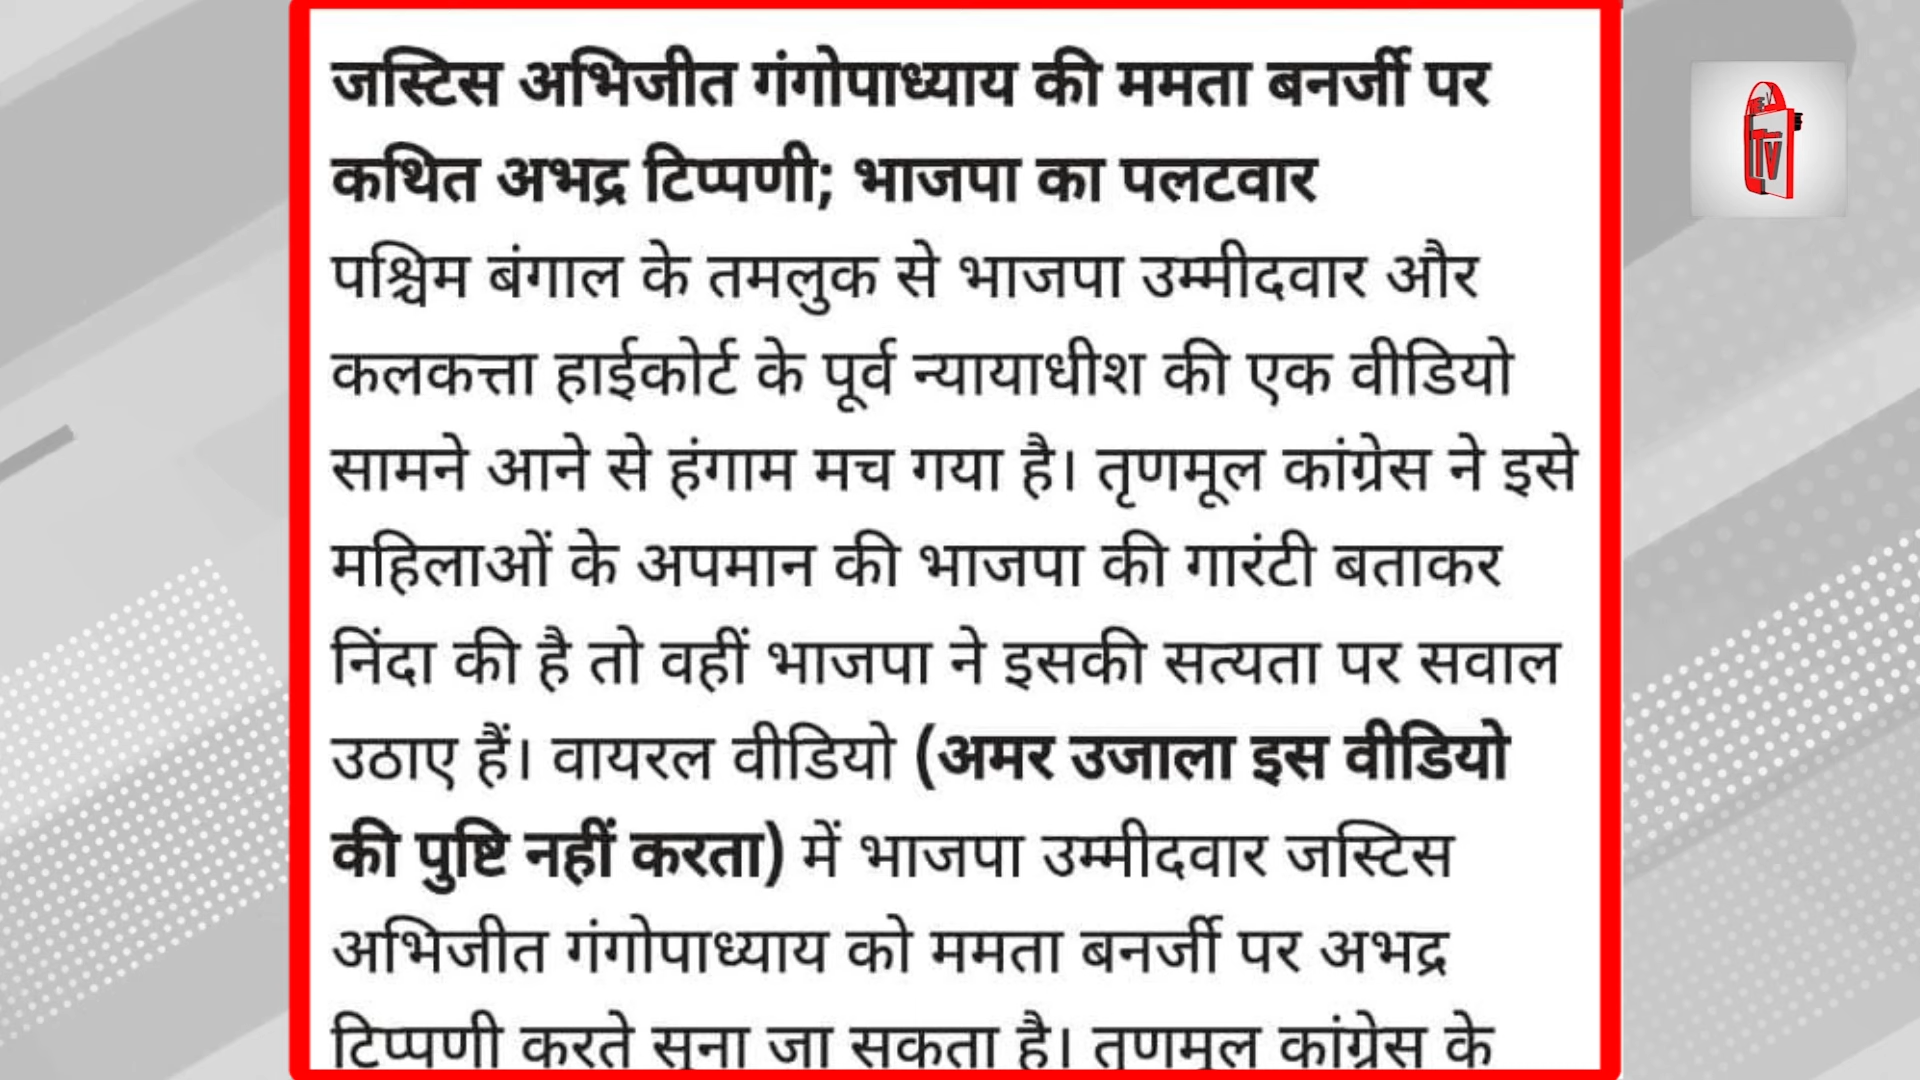 जस्टिस अभिजीत गंगोपाध्याय की ममता बनर्जी पर
कथित अभद्र टिप्पणी; भाजपा का पलटवार
पश्चिम बंगाल के तमलुक से भाजपा उम्मीदवार और
कलकत्ता हाईकोर्ट के पूर्व न्यायाधीश की एक वीडियो
सामने आने से हंगाम मच गया है। तृणमूल कांग्रेस ने इसे
महिलाओं के अपमान की भाजपा की गारंटी बताकर
निंदा की है तो वहीं भाजपा ने इसकी सत्यता पर सवाल
उठाए हैं। वायरल वीडियो (अमर उजाला इस वीडियो
की पुष्टि नहीं करता) में भाजपा उम्मीदवार जस्टिस
अभिजीत गंगोपाध्याय को ममता बनर्जी पर अभद्र
टिप्पणी करते सुना जा सकता है। तृणमूल कांग्रेस के
TV